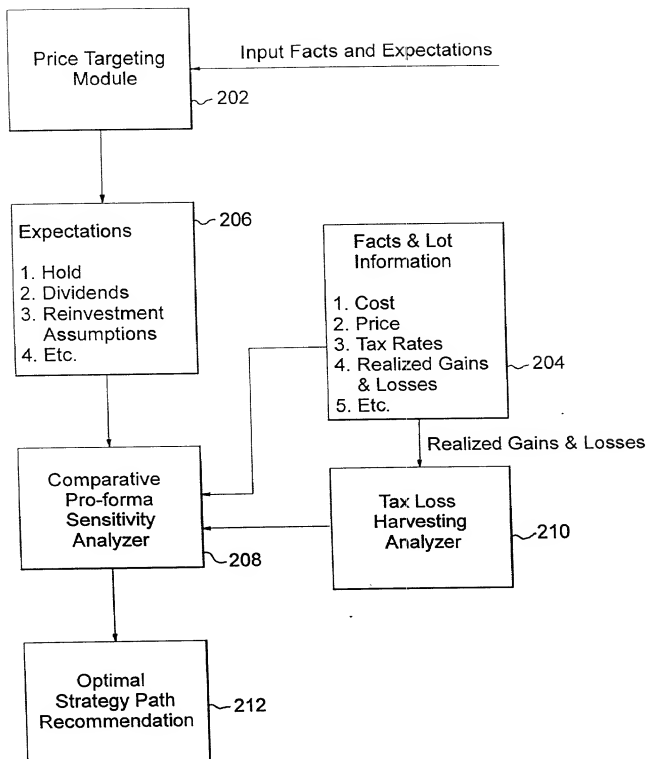 Price Targeting
Module
Input Facts and Expectations
202
206
Expectations
1. Hold
2. Dividends
3. Reinvestment
Assumptions
4. Etc.
Facts & Lot
Information
1. Cost
2. Price
3. Tax Rates
4. Realized Gains
& Losses
5. Etc.
204
Realized Gains & Losses
Comparative
Pro-forma
Sensitivity
Analyzer
208
Tax Loss
Harvesting
Analyzer
210
Optimal
Strategy Path
Recommendation
212